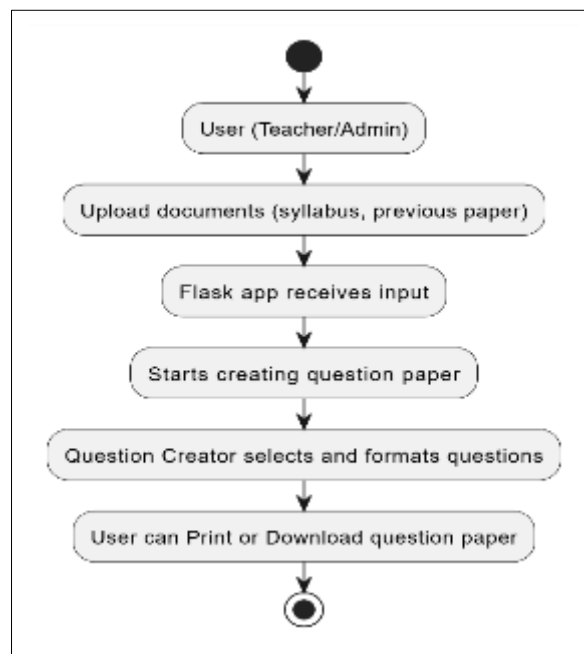 User (Teacher/Admin)
Upload documents (syllabus, previous paper)
Flask app receives input
Starts creating question paper
Question Creator selects and formats questions
User can Print or Download question paper